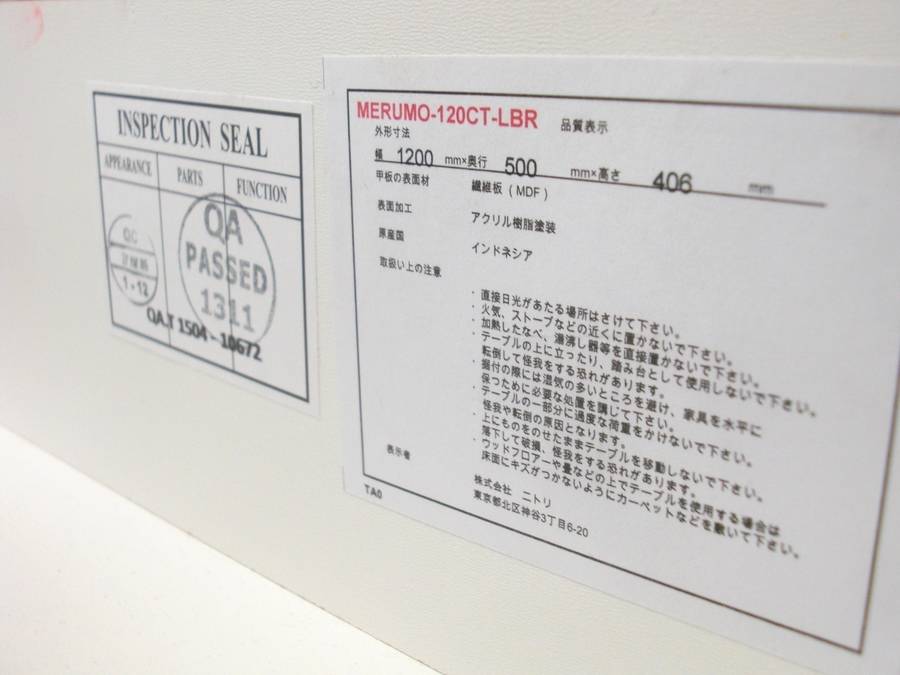 INSPECTION SEAL
APPEARANCE PARTS FUNCTION
QA
PASSED
1311
QC
1-12
QA.T 1504 - 10672
MERUMO-120CT-LBR 品質表示
外形寸法
幅 1200 mm×奥行 500 mm×高さ 406 mm
甲板の表面材 繊維板(MDF)
表面加工 アクリル樹脂塗装
原産国 インドネシア
取扱い上の注意
・直接日光があたる場所はさけて下さい。
・火気、ストーブなどの近くに置かないで下さい。
・加熱したなべ、湯沸し器等を直接置かないで下さい。
・テーブルの上に立ったり、踏み台として使用しないで下さい。
転倒して怪我をする恐れがあります。
・据付の際には湿気の多いところを避け、家具を水平に
保つために必要な処置を講じて下さい。
・テーブルの一部分に過度な荷重をかけないで下さい。
怪我や転倒の原因となります。
・上にものをのせたままテーブルを移動しないで下さい。
落下して破損、怪我をする恐れがあります。
・ウッドフロアーや畳などの上でテーブルを使用する場合は
床面にキズがつかないようにカーペットなどを敷いて下さい。
表示者 株式会社 ニトリ
東京都北区神谷3丁目6-20
TA0